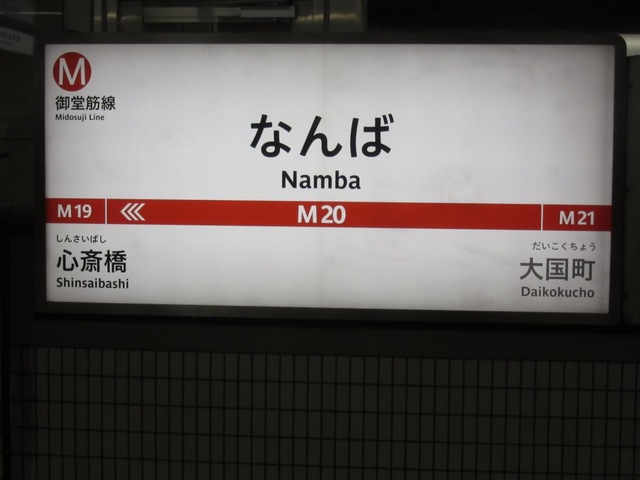 M
御堂筋線
Midosuji Line
なんば
Namba
M19
M20
M21
しんさいばし
心斎橋
Shinsaibashi
だいこくちょう
大国町
Daikokucho